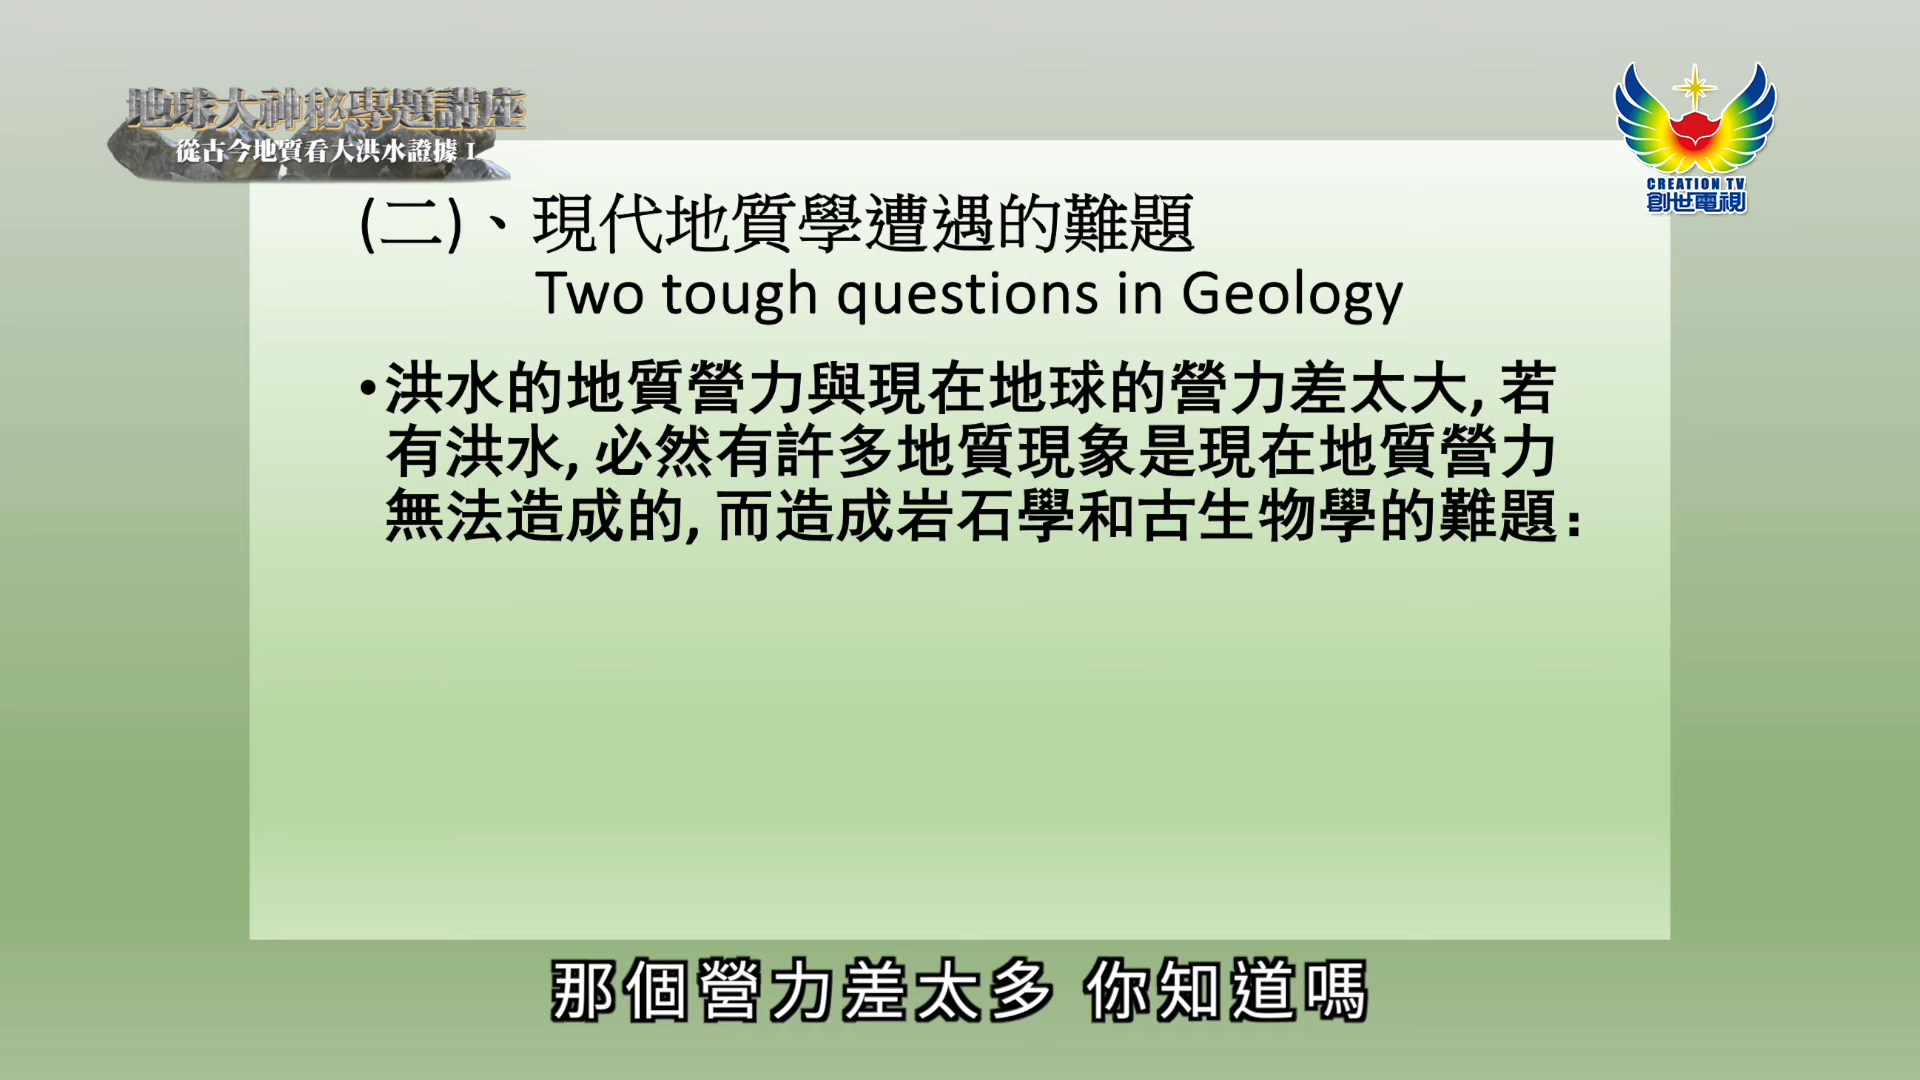 地球大神秘專題講座
從古今地質看大洪水證據 I
CREATION TV
創世電視
(二)、現代地質學遭遇的難題
Two tough questions in Geology
•洪水的地質營力與現在地球的營力差太大, 若
有洪水, 必然有許多地質現象是現在地質營力
無法造成的, 而造成岩石學和古生物學的難題:
那個營力差太多 你知道嗎